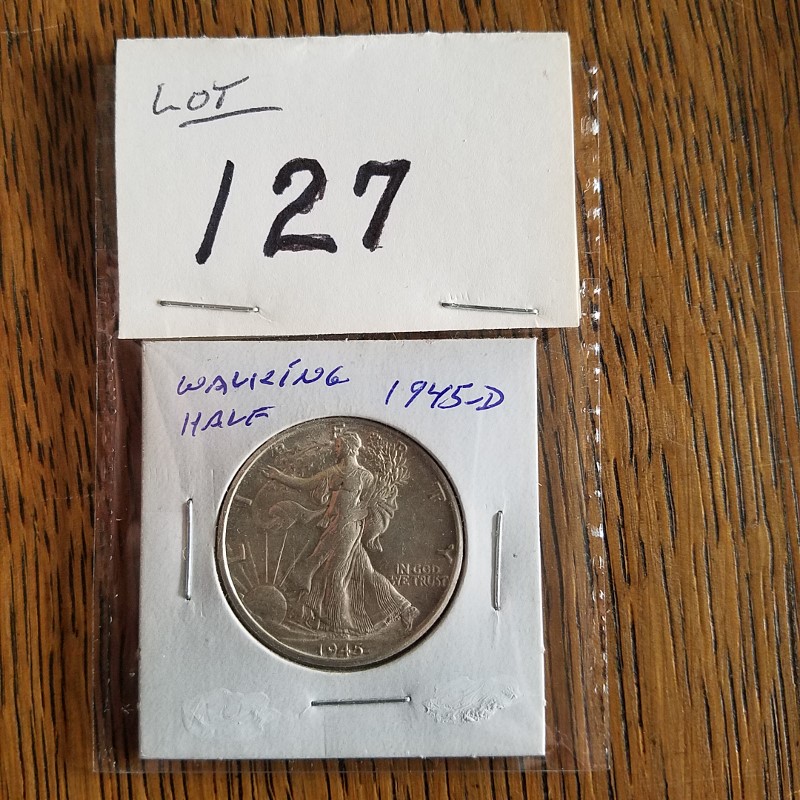 LOT
127
WALKING 1945-D
HALF
LIBERTY
IN GOD
WE TRUST
1945